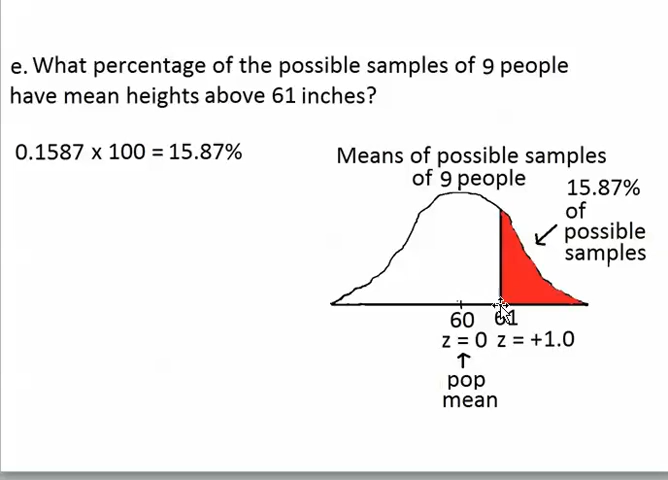 e. What percentage of the possible samples of 9 people
have mean heights above 61 inches?
0.1587 x 100 = 15.87%
Means of possible samples
of 9 people
15.87%
of
possible
samples
60 61
z = 0 z = +1.0
pop
mean